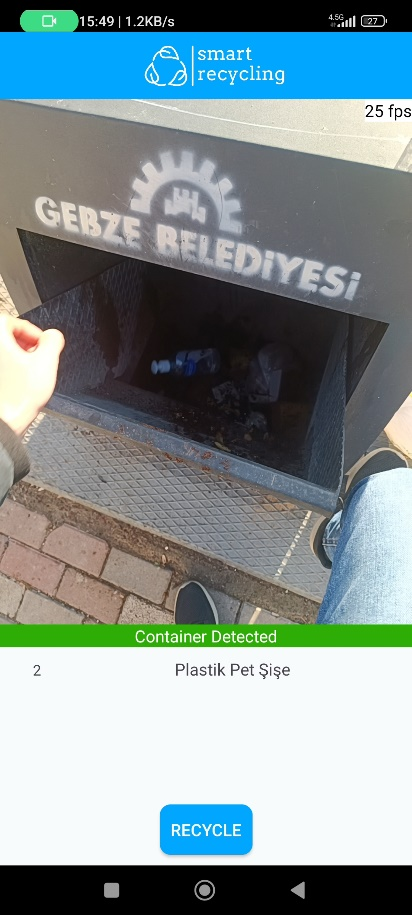 15:49 | 1.2KB/s
4.5G
27
smart
recycling
25 fps
GEBZE BELEDİYESİ
Container Detected
2 Plastik Pet Şişe
RECYCLE